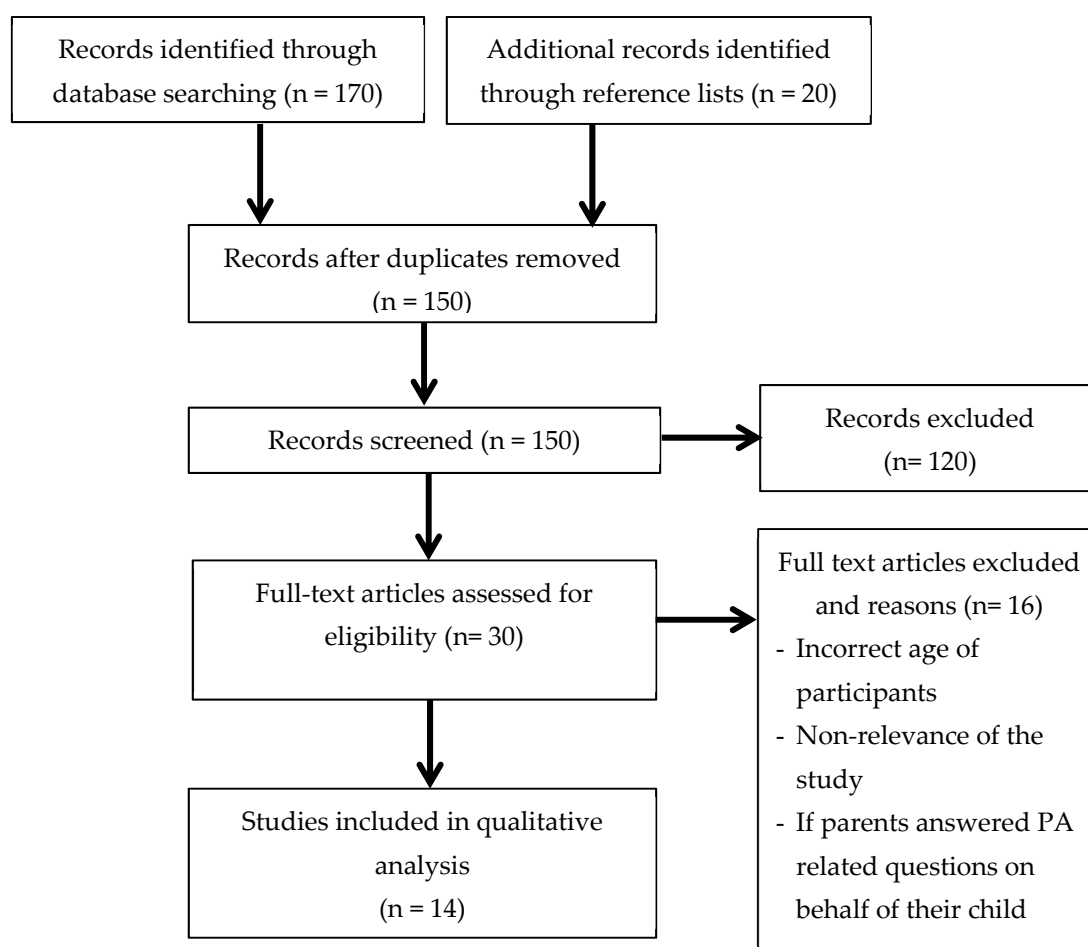 Records identified through
database searching (n = 170)
Additional records identified
through reference lists (n = 20)
Records after duplicates removed
(n = 150)
Records screened (n = 150)
Records excluded
(n= 120)
Full-text articles assessed for
eligibility (n= 30)
Full text articles excluded
and reasons (n= 16)
- Incorrect age of
participants
- Non-relevance of the
study
- If parents answered PA
related questions on
behalf of their child
Studies included in qualitative
analysis
(n = 14)